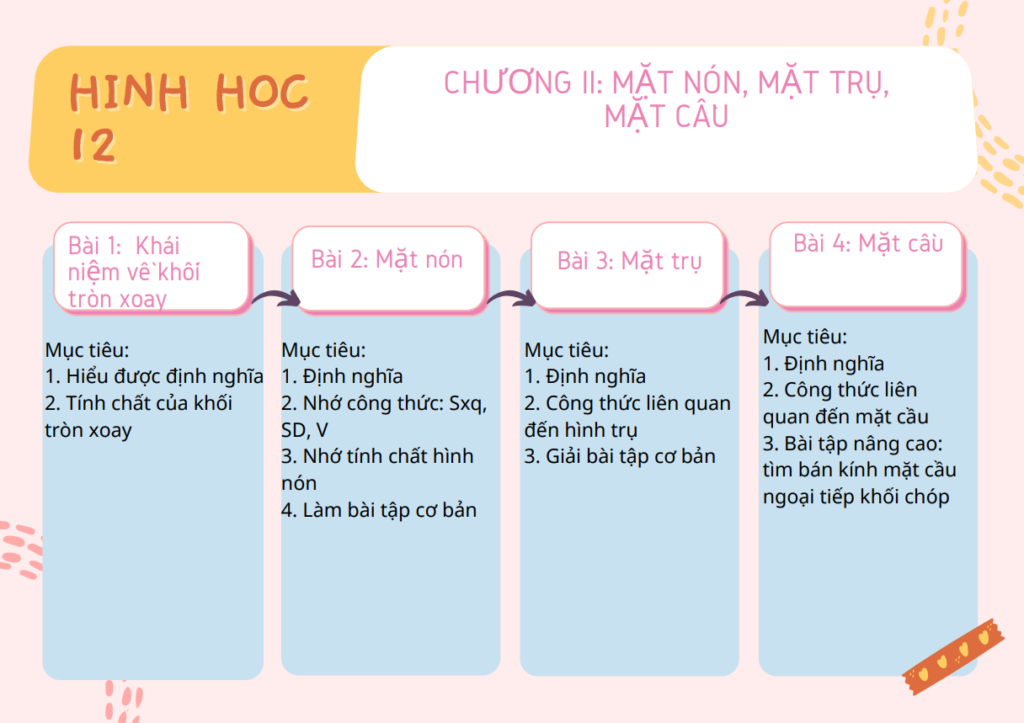 HINH HOC
12
CHƯƠNG II: MẶT NÓN, MẶT TRỤ,
MẶT CẦU
Bài 1: Khái
niệm về khối
tròn xoay
Mục tiêu:
1. Hiểu được định nghĩa
2. Tính chất của khối
tròn xoay
Bài 2: Mặt nón
Mục tiêu:
1. Định nghĩa
2. Nhớ công thức: Sxq,
SD, V
3. Nhớ tính chất hình
nón
4. Làm bài tập cơ bản
Bài 3: Mặt trụ
Mục tiêu:
1. Định nghĩa
2. Công thức liên quan
đến hình trụ
3. Giải bài tập cơ bản
Bài 4: Mặt cầu
Mục tiêu:
1. Định nghĩa
2. Công thức liên
quan đến mặt cầu
3. Bài tập nâng cao:
tìm bán kính mặt cầu
ngoại tiếp khối chóp